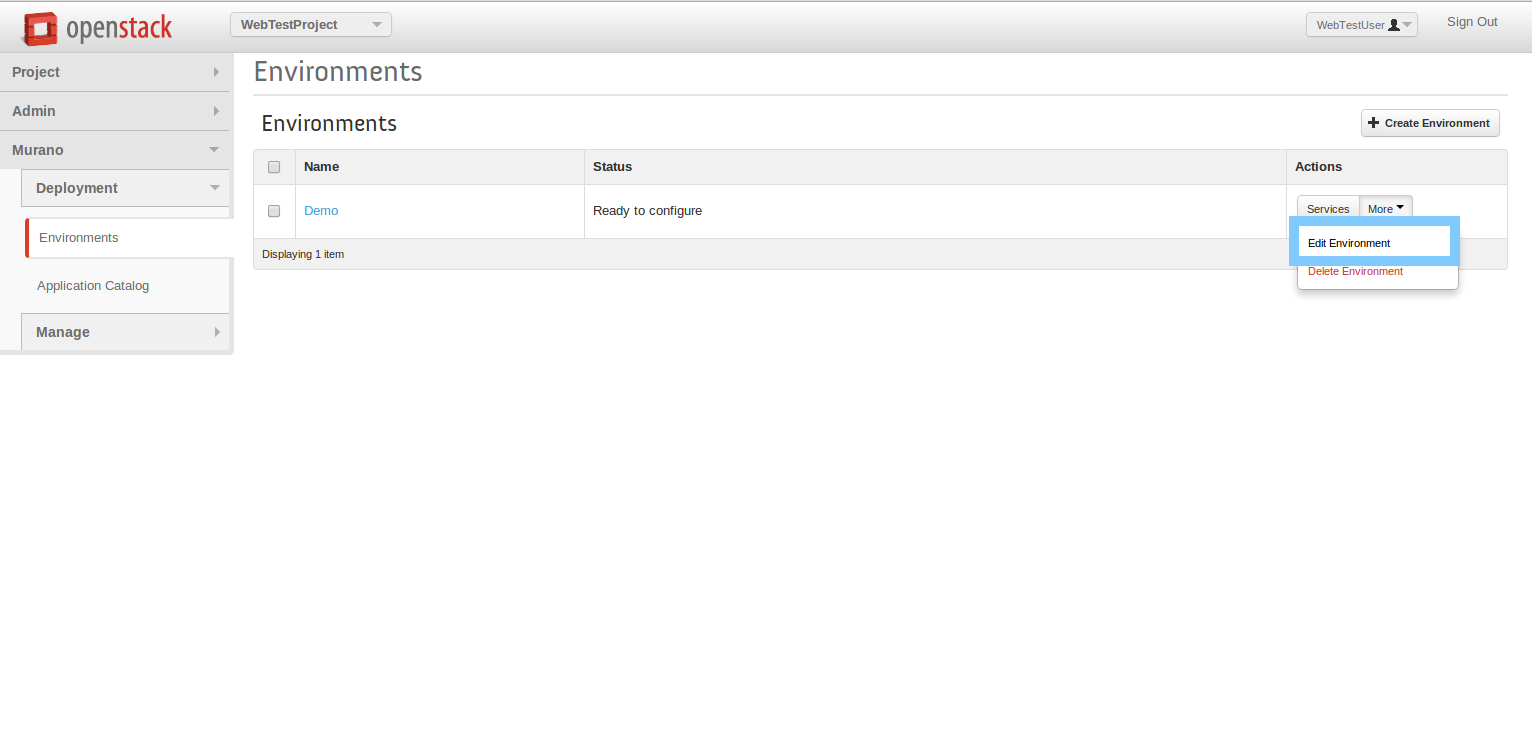 openstack
WebTestProject
WebTestUser
Sign Out
Project
Admin
Murano
Deployment
Environments
Application Catalog
Manage
Environments
Environments
Create Environment
Name Status Actions
Demo Ready to configure Services More
Edit Environment
Delete Environment
Displaying 1 item